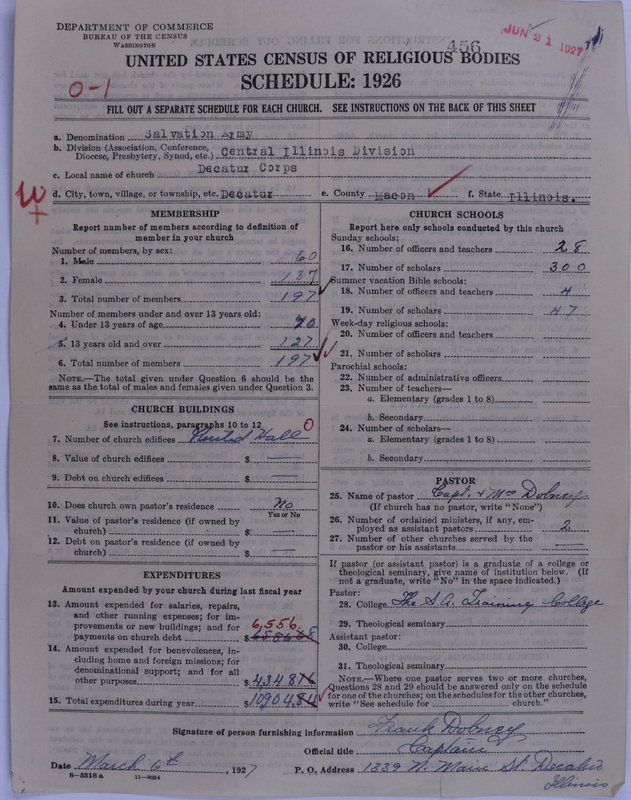 DEPARTMENT OF COMMERCE
BUREAU OF THE CENSUS
WASHINGTON
456
JUN 21 1927
UNITED STATES CENSUS OF RELIGIOUS BODIES
SCHEDULE: 1926
0-1
FILL OUT A SEPARATE SCHEDULE FOR EACH CHURCH. SEE INSTRUCTIONS ON THE BACK OF THIS SHEET
a. Denomination Salvation Army
b. Division (Association, Conference, Diocese, Presbytery, Synod, etc.) Central Illinois Division
c. Local name of church Decatur Corps
d. City, town, village, or township, etc. Decatur e. County Macon f. State Illinois.
MEMBERSHIP
Report number of members according to definition of
member in your church
Number of members, by sex:
1. Male 60
2. Female 137
3. Total number of members 197
Number of members under and over 13 years old:
4. Under 13 years of age 70
5. 13 years old and over 127
6. Total number of members 197
NOTE.—The total given under Question 6 should be the
same as the total of males and females given under Question 3.
CHURCH BUILDINGS
See instructions, paragraphs 10 to 12
7. Number of church edifices Rented Hall 0
8. Value of church edifices $ —
9. Debt on church edifices $ —
10. Does church own pastor's residence No
Yes or No
11. Value of pastor's residence (if owned by
church) $ —
12. Debt on pastor's residence (if owned by
church) $ —
EXPENDITURES
Amount expended by your church during last fiscal year
13. Amount expended for salaries, repairs,
and other running expenses; for im-
provements or new buildings; and for 6,556
payments on church debt $
14. Amount expended for benevolences, in-
cluding home and foreign missions; for
denominational support; and for all
other purposes $ 4348 16
15. Total expenditures during year $ 10904 84
CHURCH SCHOOLS
Report here only schools conducted by this church
Sunday schools:
16. Number of officers and teachers 28
17. Number of scholars 300
Summer vacation Bible schools:
18. Number of officers and teachers 4
19. Number of scholars 47
Week-day religious schools:
20. Number of officers and teachers
21. Number of scholars
Parochial schools:
22. Number of administrative officers
23. Number of teachers—
a. Elementary (grades 1 to 8)
b. Secondary
24. Number of scholars—
a. Elementary (grades 1 to 8)
b. Secondary
PASTOR
25. Name of pastor Capt. & Mrs Dobney
(If church has no pastor, write "None")
26. Number of ordained ministers, if any, em-
ployed as assistant pastors 2
27. Number of other churches served by the
pastor or his assistants —
If pastor (or assistant pastor) is a graduate of a college or
theological seminary, give name of institution below. (If
not a graduate, write "No" in the space indicated.)
Pastor:
28. College The S.A. Training College
29. Theological seminary
Assistant pastor:
30. College
31. Theological seminary
NOTE.—Where one pastor serves two or more churches,
Questions 28 and 29 should be answered only on the schedule
for one of the churches; on the schedules for the other churches,
write "See schedule for church."
Signature of person furnishing information Frank Dobney
Official title Captain
Date March 6th, 1927 P. O. Address 1339 N. Main St. Decatur
Illinois
8—5518 a 11—9024